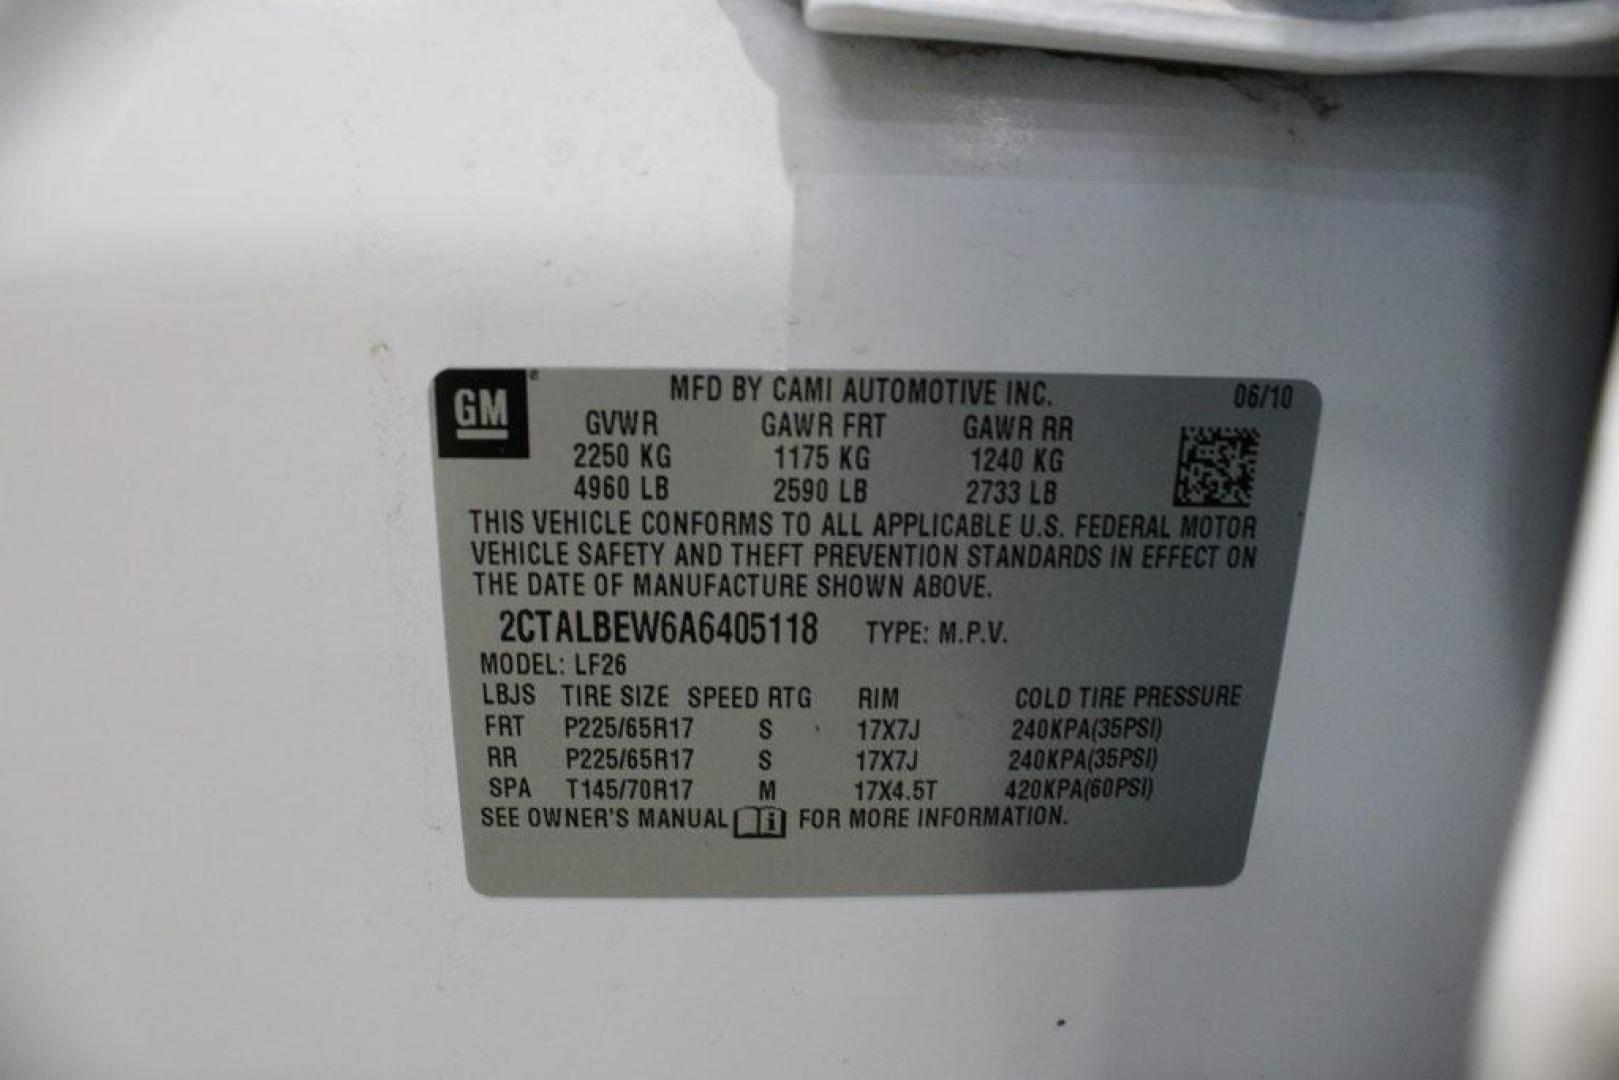 GM® MFD BY CAMI AUTOMOTIVE INC. 06/10
GVWR GAWR FRT GAWR RR
2250 KG 1175 KG 1240 KG
4960 LB 2590 LB 2733 LB
THIS VEHICLE CONFORMS TO ALL APPLICABLE U.S. FEDERAL MOTOR
VEHICLE SAFETY AND THEFT PREVENTION STANDARDS IN EFFECT ON
THE DATE OF MANUFACTURE SHOWN ABOVE.
2CTALBEW6A6405118 TYPE: M.P.V.
MODEL: LF26
LBJS TIRE SIZE SPEED RTG RIM COLD TIRE PRESSURE
FRT P225/65R17 S 17X7J 240KPA(35PSI)
RR P225/65R17 S 17X7J 240KPA(35PSI)
SPA T145/70R17 M 17X4.5T 420KPA(60PSI)
SEE OWNER'S MANUAL i FOR MORE INFORMATION.